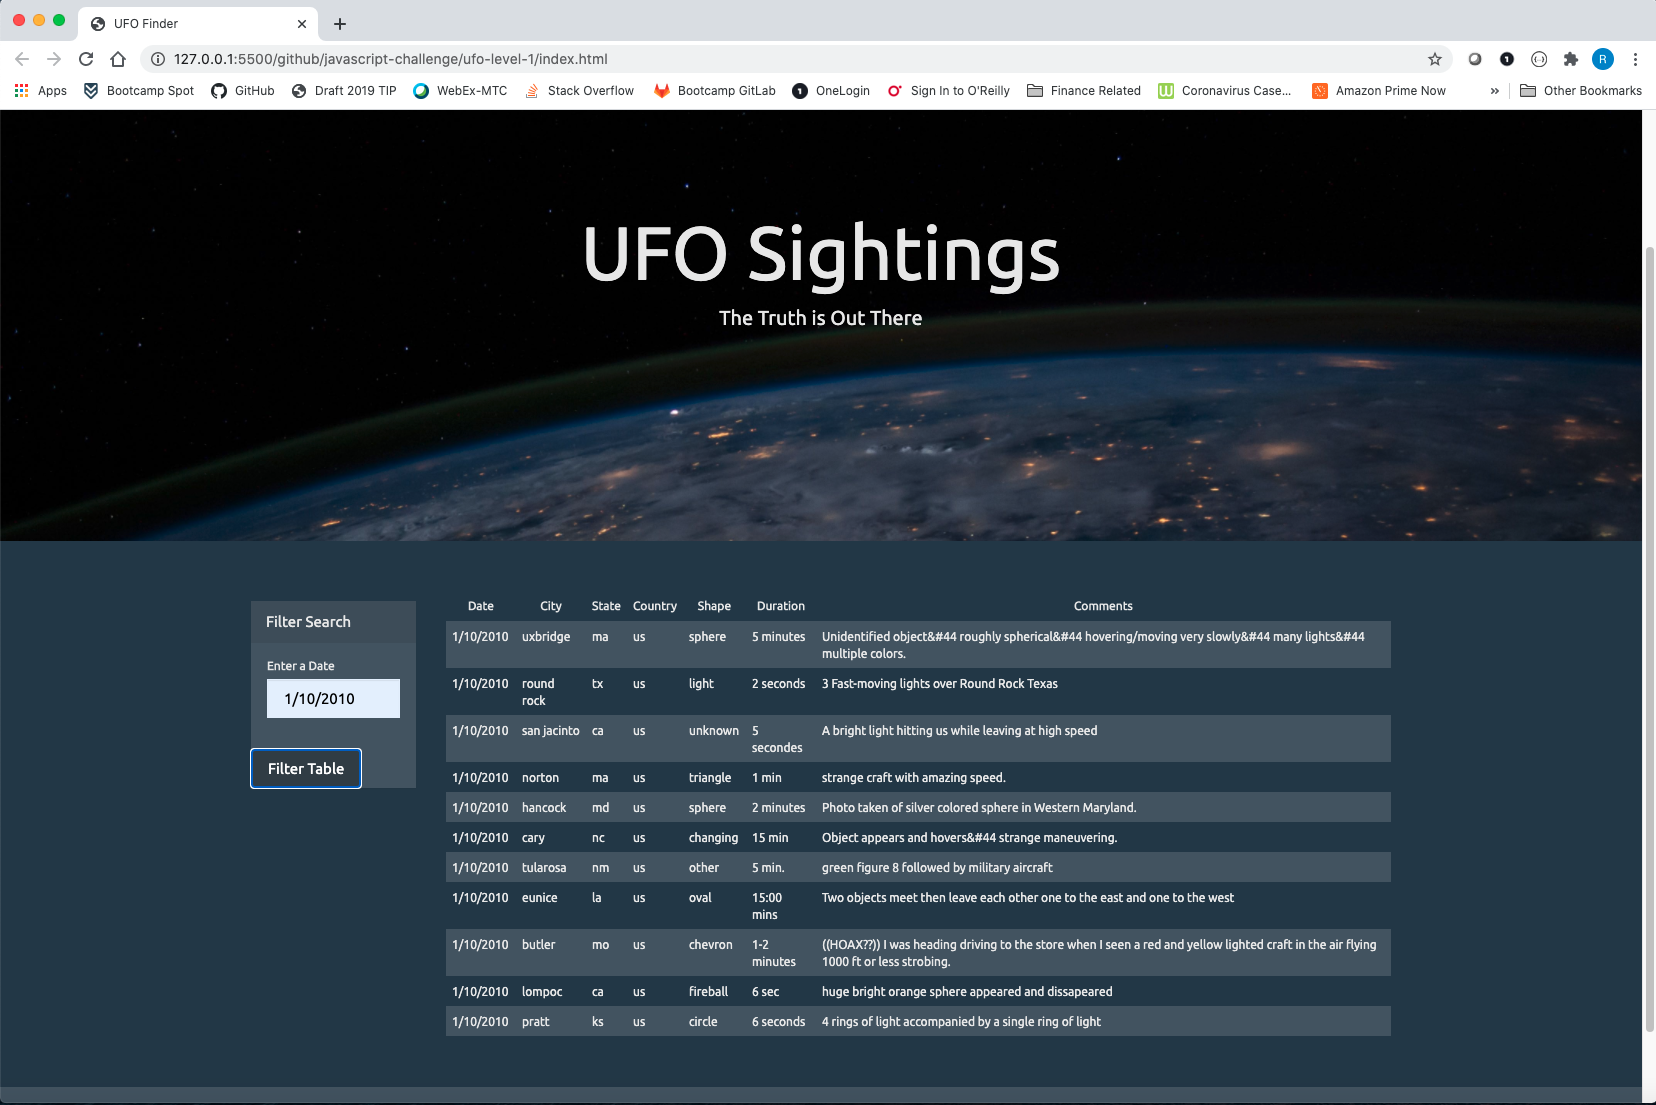 UFO Finder
127.0.0.1:5500/github/javascript-challenge/ufo-level-1/index.html
R
Apps Bootcamp Spot GitHub Draft 2019 TIP WebEx-MTC Stack Overflow Bootcamp GitLab OneLogin Sign In to O'Reilly Finance Related Coronavirus Case... Amazon Prime Now » Other Bookmarks
UFO Sightings
The Truth is Out There
Filter Search
Enter a Date
1/10/2010
Filter Table
Date City State Country Shape Duration Comments
1/10/2010 uxbridge ma us sphere 5 minutes Unidentified object&#44 roughly spherical&#44 hovering/moving very slowly&#44 many lights&#44
multiple colors.
1/10/2010 round tx us light 2 seconds 3 Fast-moving lights over Round Rock Texas
rock
1/10/2010 san jacinto ca us unknown 5 A bright light hitting us while leaving at high speed
secondes
1/10/2010 norton ma us triangle 1 min strange craft with amazing speed.
1/10/2010 hancock md us sphere 2 minutes Photo taken of silver colored sphere in Western Maryland.
1/10/2010 cary nc us changing 15 min Object appears and hovers&#44 strange maneuvering.
1/10/2010 tularosa nm us other 5 min. green figure 8 followed by military aircraft
1/10/2010 eunice la us oval 15:00 Two objects meet then leave each other one to the east and one to the west
mins
1/10/2010 butler mo us chevron 1-2 ((HOAX??)) I was heading driving to the store when I seen a red and yellow lighted craft in the air flying
minutes 1000 ft or less strobing.
1/10/2010 lompoc ca us fireball 6 sec huge bright orange sphere appeared and dissapeared
1/10/2010 pratt ks us circle 6 seconds 4 rings of light accompanied by a single ring of light